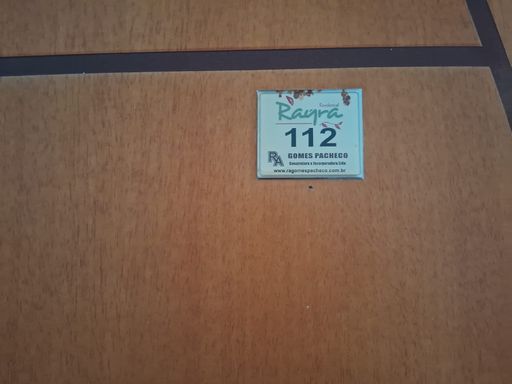 Residencial
Rayra
112
RA GOMES PACHECO
Construtora e Incorporadora Ltda
www.ragomespacheco.com.br